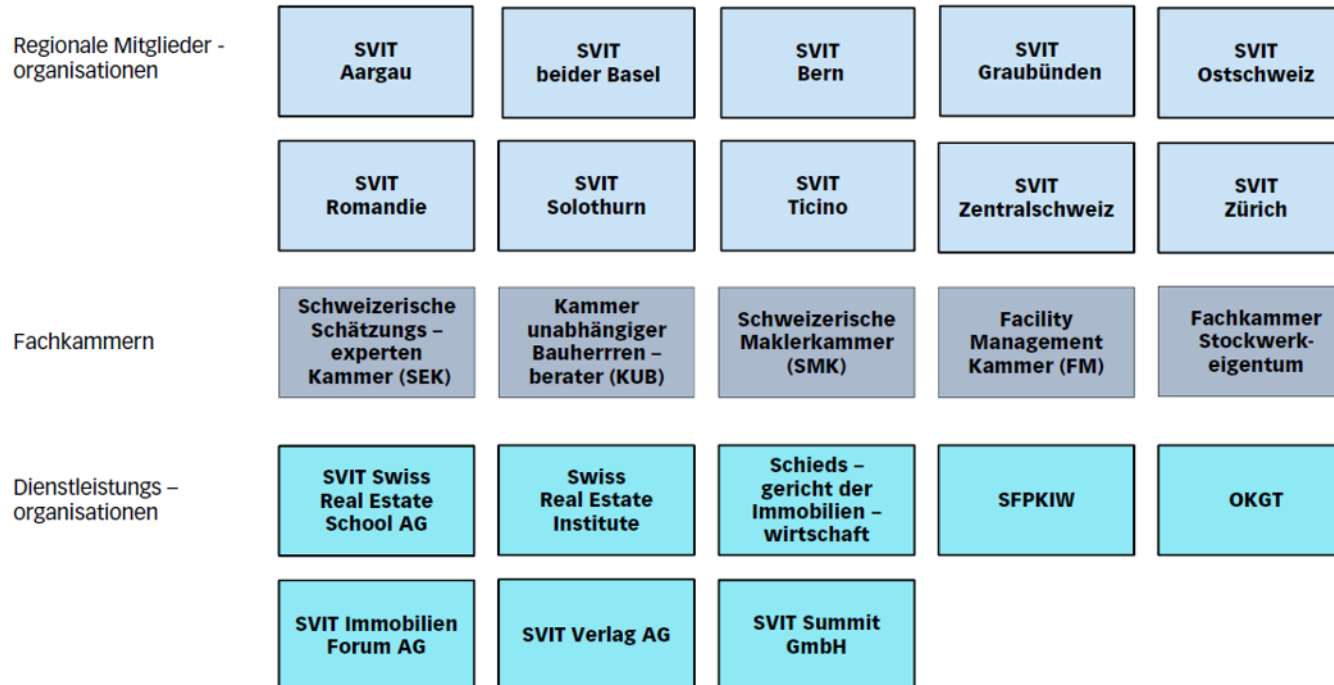 Regionale Mitglieder -
organisationen
SVIT
Aargau
SVIT
beider Basel
SVIT
Bern
SVIT
Graubünden
SVIT
Ostschweiz
SVIT
Romandie
SVIT
Solothurn
SVIT
Ticino
SVIT
Zentralschweiz
SVIT
Zürich
Fachkammern
Schweizerische
Schätzungs –
experten
Kammer (SEK)
Kammer
unabhängiger
Bauherrren –
berater (KUB)
Schweizerische
Maklerkammer
(SMK)
Facility
Management
Kammer (FM)
Fachkammer
Stockwerk-
eigentum
Dienstleistungs –
organisationen
SVIT Swiss
Real Estate
School AG
Swiss
Real Estate
Institute
Schieds –
gericht der
Immobilien –
wirtschaft
SFPKIW
OKGT
SVIT Immobilien
Forum AG
SVIT Verlag AG
SVIT Summit
GmbH